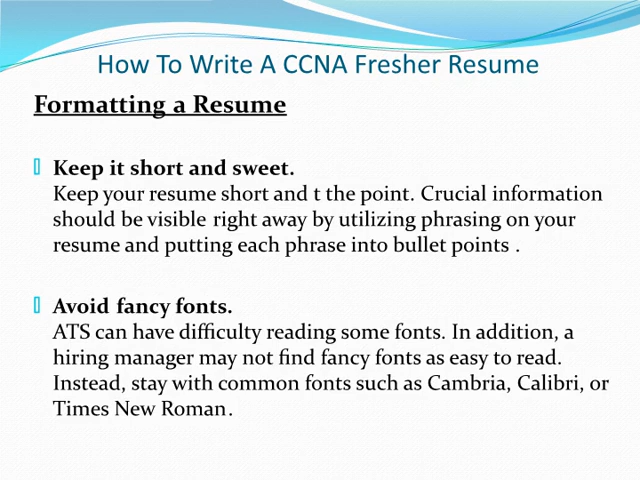 How To Write A CCNA Fresher Resume
Formatting a Resume
Keep it short and sweet.
Keep your resume short and t the point. Crucial information
should be visible right away by utilizing phrasing on your
resume and putting each phrase into bullet points .
Avoid fancy fonts.
ATS can have difficulty reading some fonts. In addition, a
hiring manager may not find fancy fonts as easy to read.
Instead, stay with common fonts such as Cambria, Calibri, or
Times New Roman.